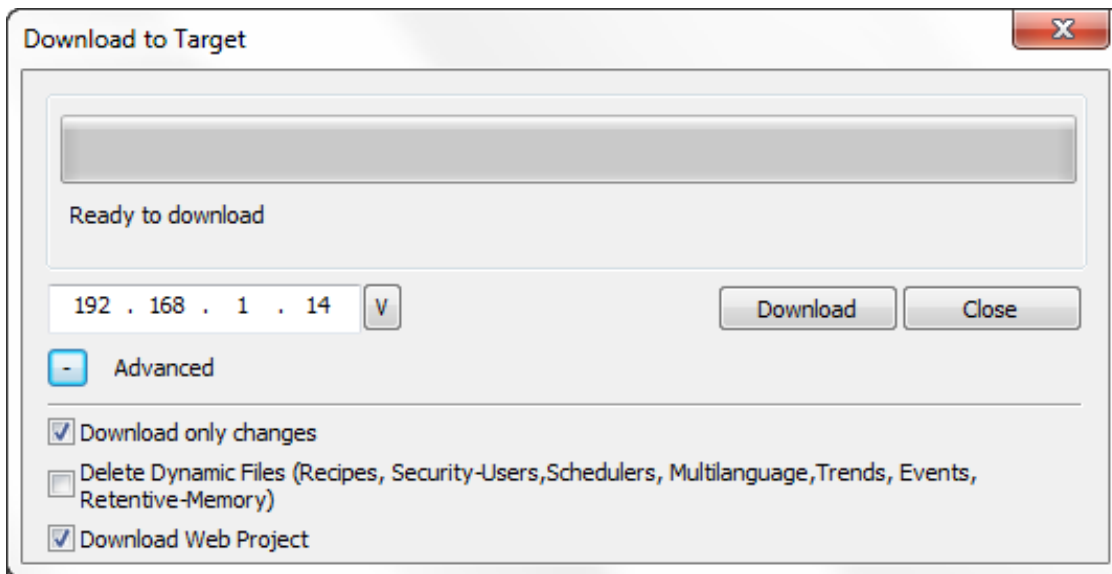 Download to Target
X
Ready to download
192 . 168 . 1 . 14 V Download Close
- Advanced
Download only changes
Delete Dynamic Files (Recipes, Security-Users,Schedulers, Multilanguage,Trends, Events,
Retentive-Memory)
Download Web Project